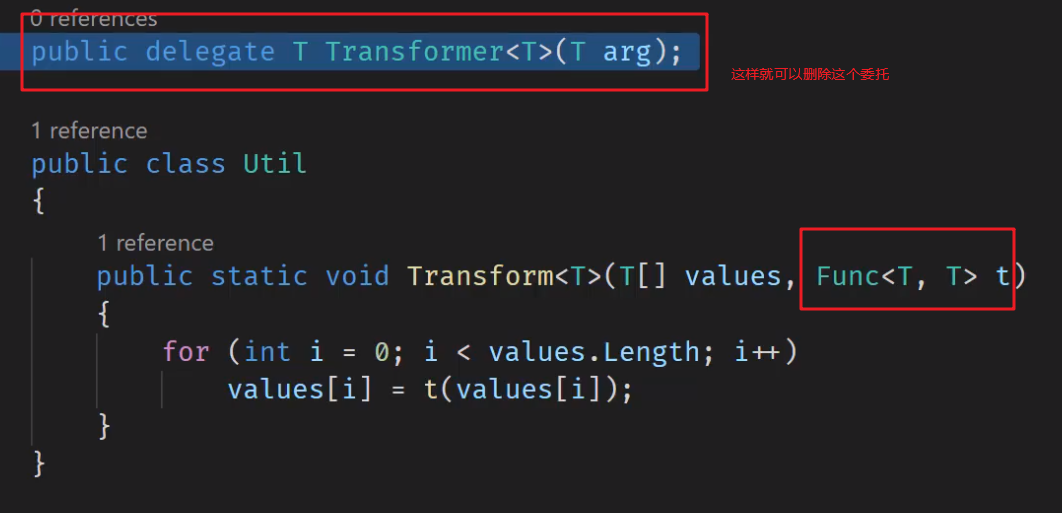 0 references
public delegate T Transformer<T>(T arg);
这样就可以删除这个委托
1 reference
public class Util
{
1 reference
public static void Transform<T>(T[] values, Func<T, T> t)
{
for (int i = 0; i < values.Length; i++)
values[i] = t(values[i]);
}
}